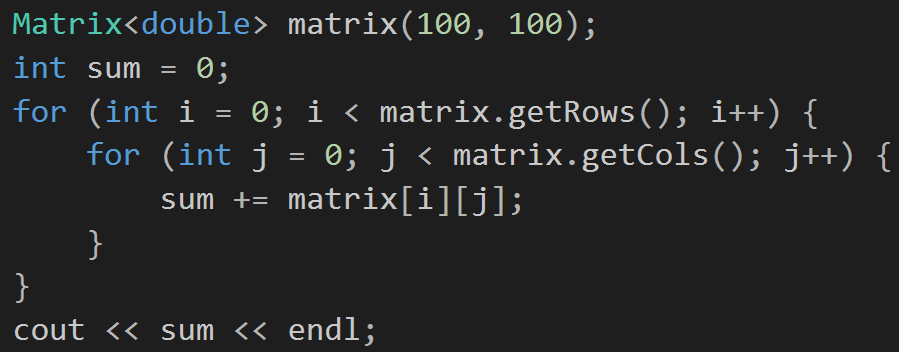 Matrix<double> matrix(100, 100);
int sum = 0;
for (int i = 0; i < matrix.getRows(); i++) {
    for (int j = 0; j < matrix.getCols(); j++) {
        sum += matrix[i][j];
    }
}
cout << sum << endl;